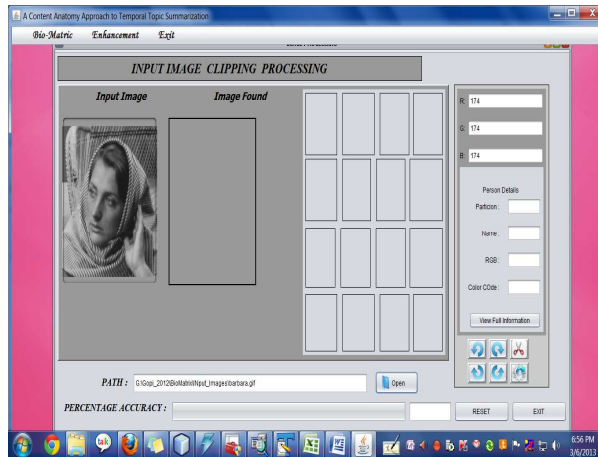 A Content Anatomy Approach to Temporal Topic Summarization
Bio-Matric Enhancement Exit
INPUT IMAGE CLIPPING PROCESSING
Input Image Image Found
R: 174
G: 174
B: 174
Person Details
Particion :
Name :
RGB :
Color COde :
View Full Information
PATH : G:\Gopi_2012\BioMatrix\INput_Images\barbara.gif
Open
PERCENTAGE ACCURACY :
RESET EXIT
talk
6:56 PM
3/6/2013